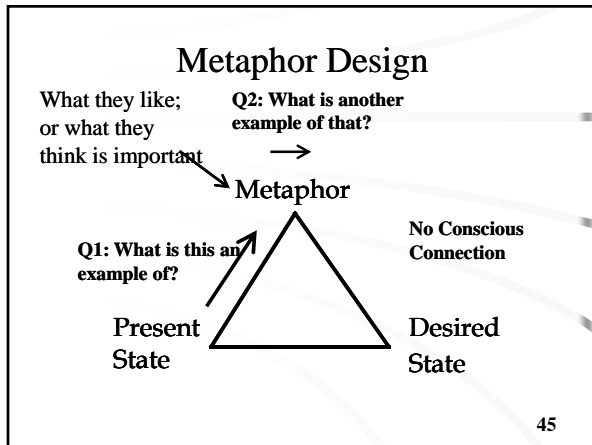 Metaphor Design
What they like;
or what they
think is important
Q2: What is another
example of that?
Metaphor
Q1: What is this an
example of?
No Conscious
Connection
Present
State
Desired
State
45